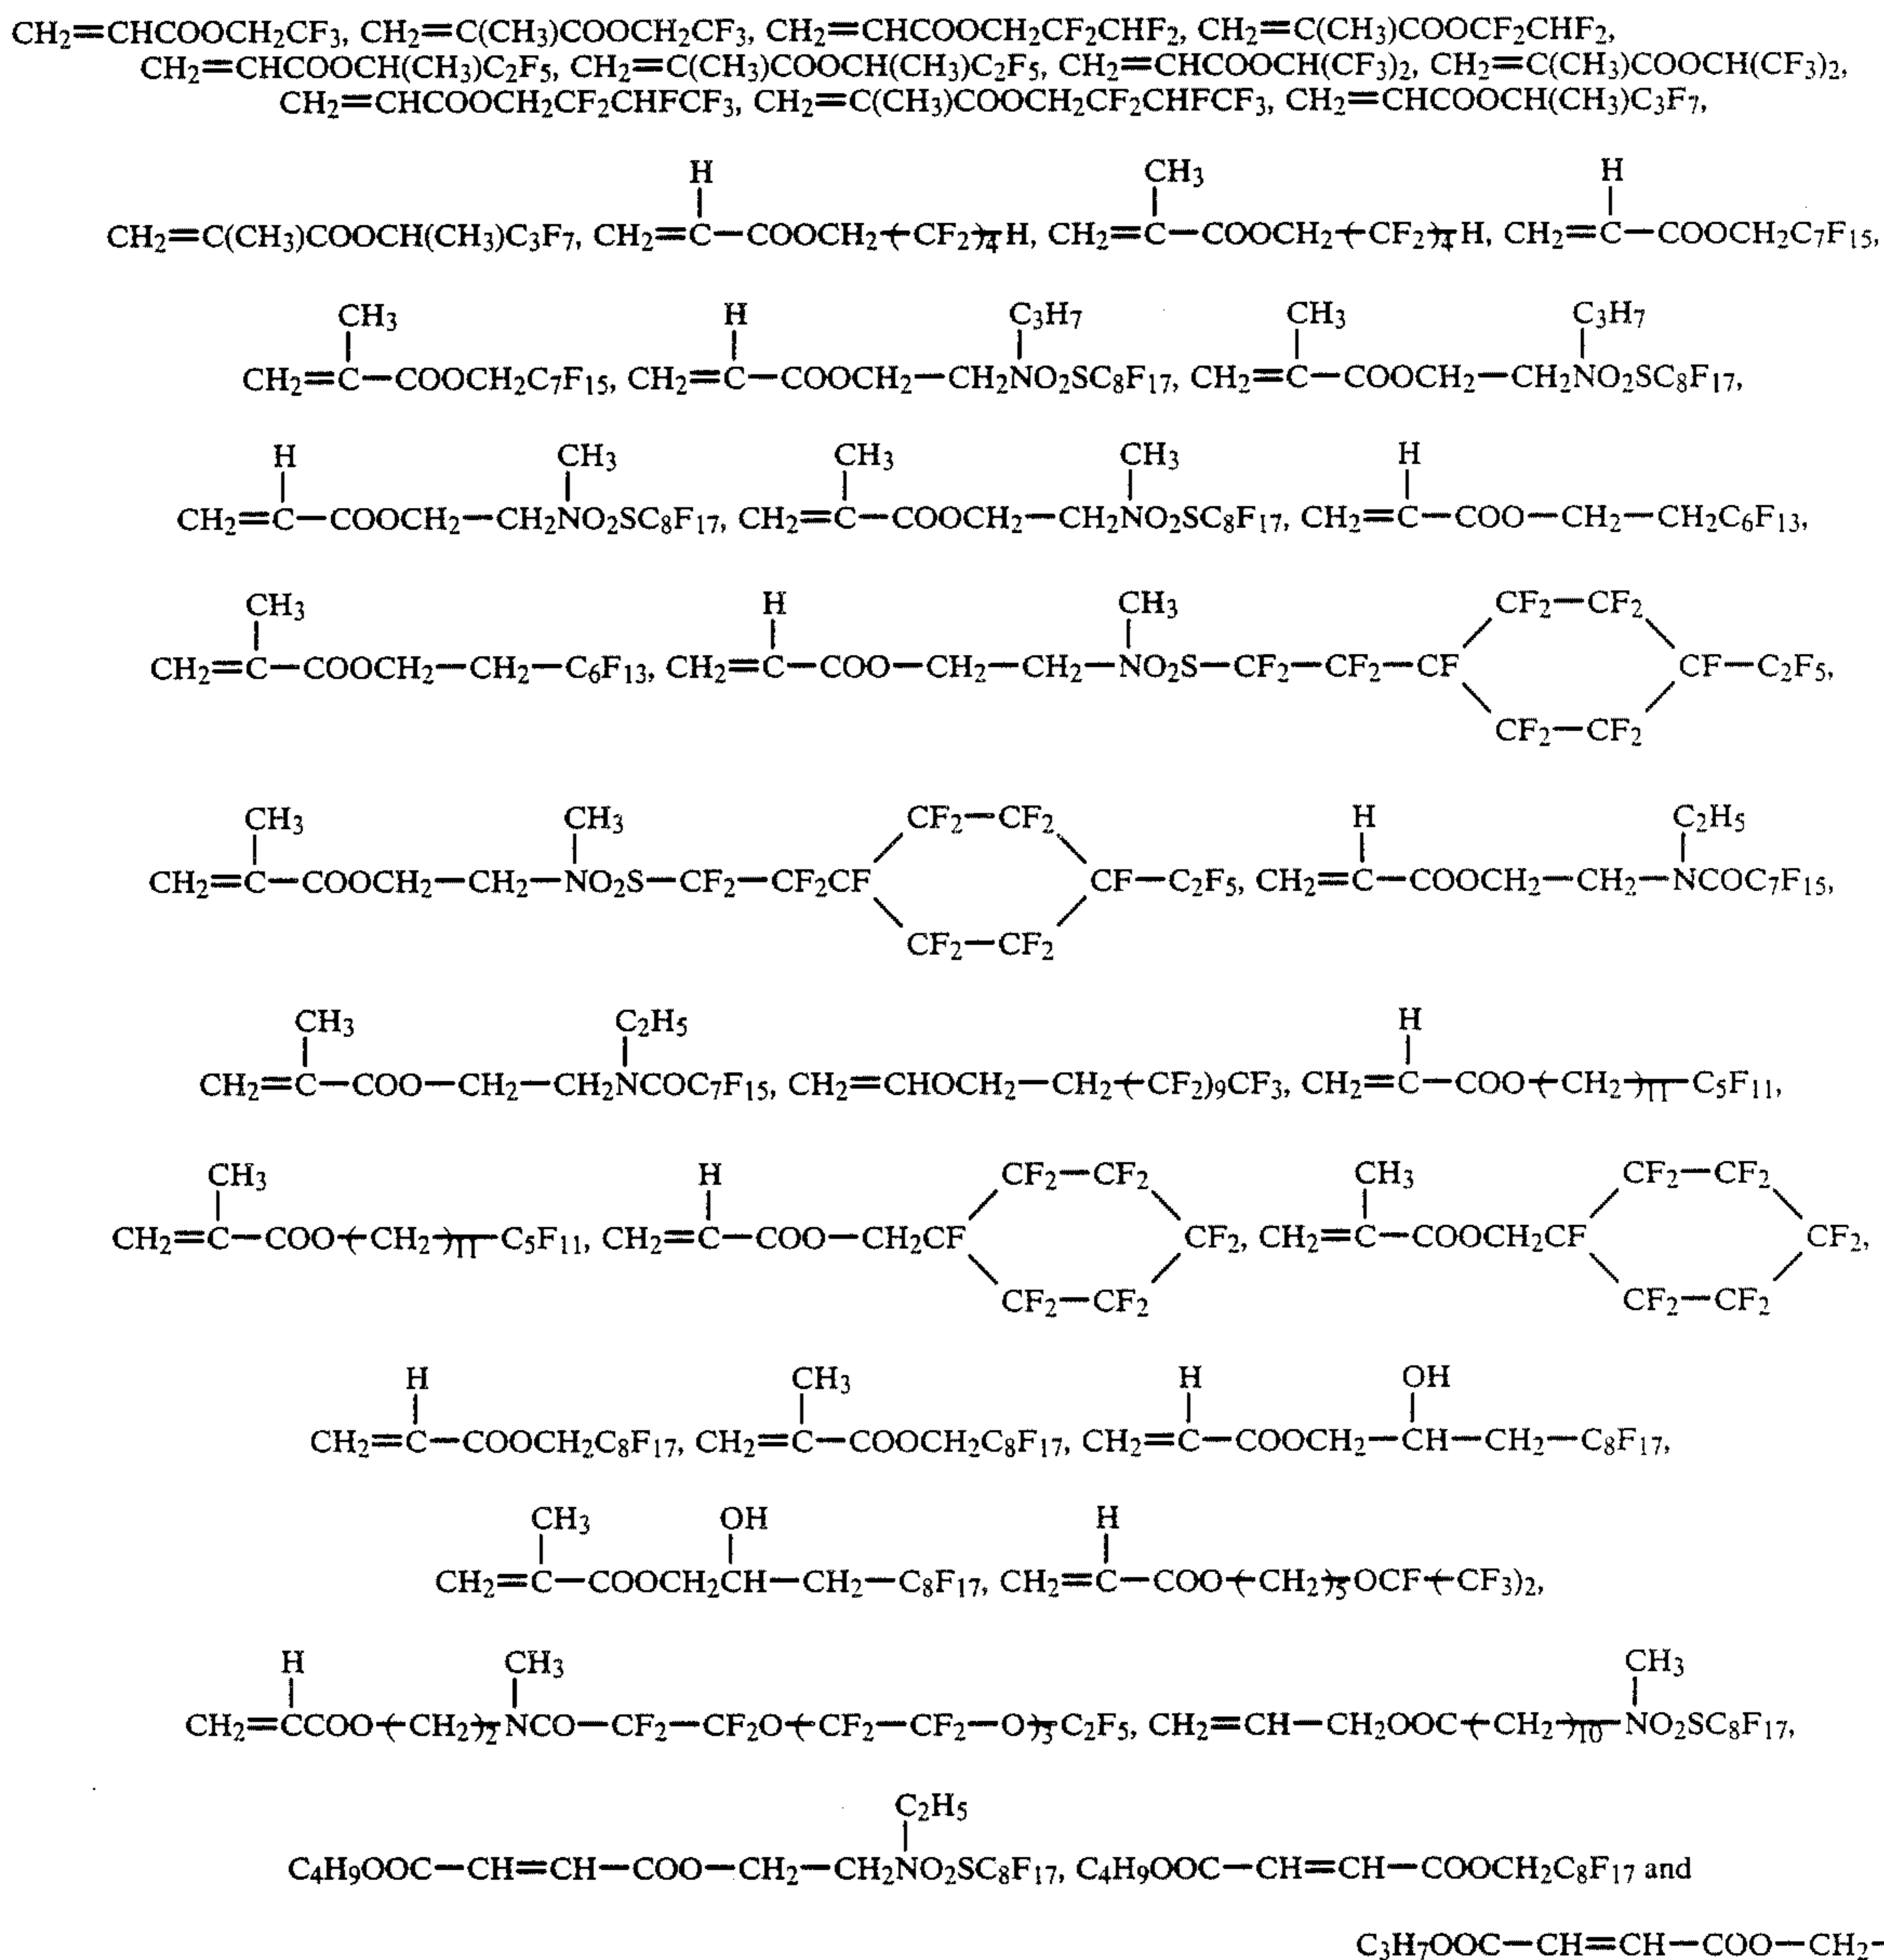 CH₂=CHCOOCH₂CF₃, CH₂=C(CH₃)COOCH₂CF₃, CH₂=CHCOOCH₂CF₂CHF₂, CH₂=C(CH₃)COOCF₂CHF₂,
CH₂=CHCOOCH(CH₃)C₂F₅, CH₂=C(CH₃)COOCH(CH₃)C₂F₅, CH₂=CHCOOCH(CF₃)₂, CH₂=C(CH₃)COOCH(CF₃)₂,
CH₂=CHCOOCH₂CF₂CHFCF₃, CH₂=C(CH₃)COOCH₂CF₂CHFCF₃, CH₂=CHCOOCH(CH₃)C₃F₇,
H CH₃ H
CH₂=C(CH₃)COOCH(CH₃)C₃F₇, CH₂=C—COOCH₂(CF₂)₄H, CH₂=C—COOCH₂(CF₂)₄H, CH₂=C—COOCH₂C₇F₁₅,
CH₃ H C₃H₇ CH₃ C₃H₇
CH₂=C—COOCH₂C₇F₁₅, CH₂=C—COOCH₂—CH₂NO₂SC₈F₁₇, CH₂=C—COOCH₂—CH₂NO₂SC₈F₁₇,
H CH₃ CH₃ CH₃ H
CH₂=C—COOCH₂—CH₂NO₂SC₈F₁₇, CH₂=C—COOCH₂—CH₂NO₂SC₈F₁₇, CH₂=C—COO—CH₂—CH₂C₆F₁₃,
CH₃ H CH₃ CF₂—CF₂
CH₂=C—COOCH₂—CH₂—C₆F₁₃, CH₂=C—COO—CH₂—CH₂—NO₂S—CF₂—CF₂—CF CF—C₂F₅,
CF₂—CF₂
CH₃ CH₃ CF₂—CF₂ H C₂H₅
CH₂=C—COOCH₂—CH₂—NO₂S—CF₂—CF₂CF CF—C₂F₅, CH₂=C—COOCH₂—CH₂—NCOC₇F₁₅,
CF₂—CF₂
CH₃ C₂H₅ H
CH₂=C—COO—CH₂—CH₂NCOC₇F₁₅, CH₂=CHOCH₂—CH₂(CF₂)₉CF₃, CH₂=C—COO(CH₂)₁₁—C₅F₁₁,
CH₃ H CF₂—CF₂ CH₃ CF₂—CF₂
CH₂=C—COO(CH₂)₁₁—C₅F₁₁, CH₂=C—COO—CH₂CF CF₂, CH₂=C—COOCH₂CF CF₂,
CF₂—CF₂ CF₂—CF₂
H CH₃ H OH
CH₂=C—COOCH₂C₈F₁₇, CH₂=C—COOCH₂C₈F₁₇, CH₂=C—COOCH₂—CH—CH₂—C₈F₁₇,
CH₃ OH H
CH₂=C—COOCH₂CH—CH₂—C₈F₁₇, CH₂=C—COO(CH₂)₅OCF(CF₃)₂,
H CH₃ CH₃
CH₂=CCOO(CH₂)₂NCO—CF₂—CF₂O(CF₂—CF₂—O)₃C₂F₅, CH₂=CH—CH₂OOC(CH₂)₁₀—NO₂SC₈F₁₇,
C₂H₅
C₄H₉OOC—CH=CH—COO—CH₂—CH₂NO₂SC₈F₁₇, C₄H₉OOC—CH=CH—COOCH₂C₈F₁₇ and
C₃H₇OOC—CH=CH—COO—CH₂—